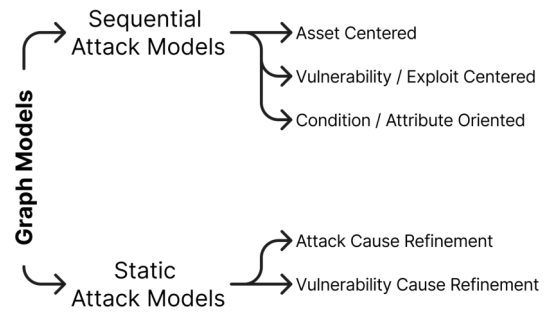 Graph Models
Sequential
Attack Models
Asset Centered
Vulnerability / Exploit Centered
Condition / Attribute Oriented
Static
Attack Models
Attack Cause Refinement
Vulnerability Cause Refinement